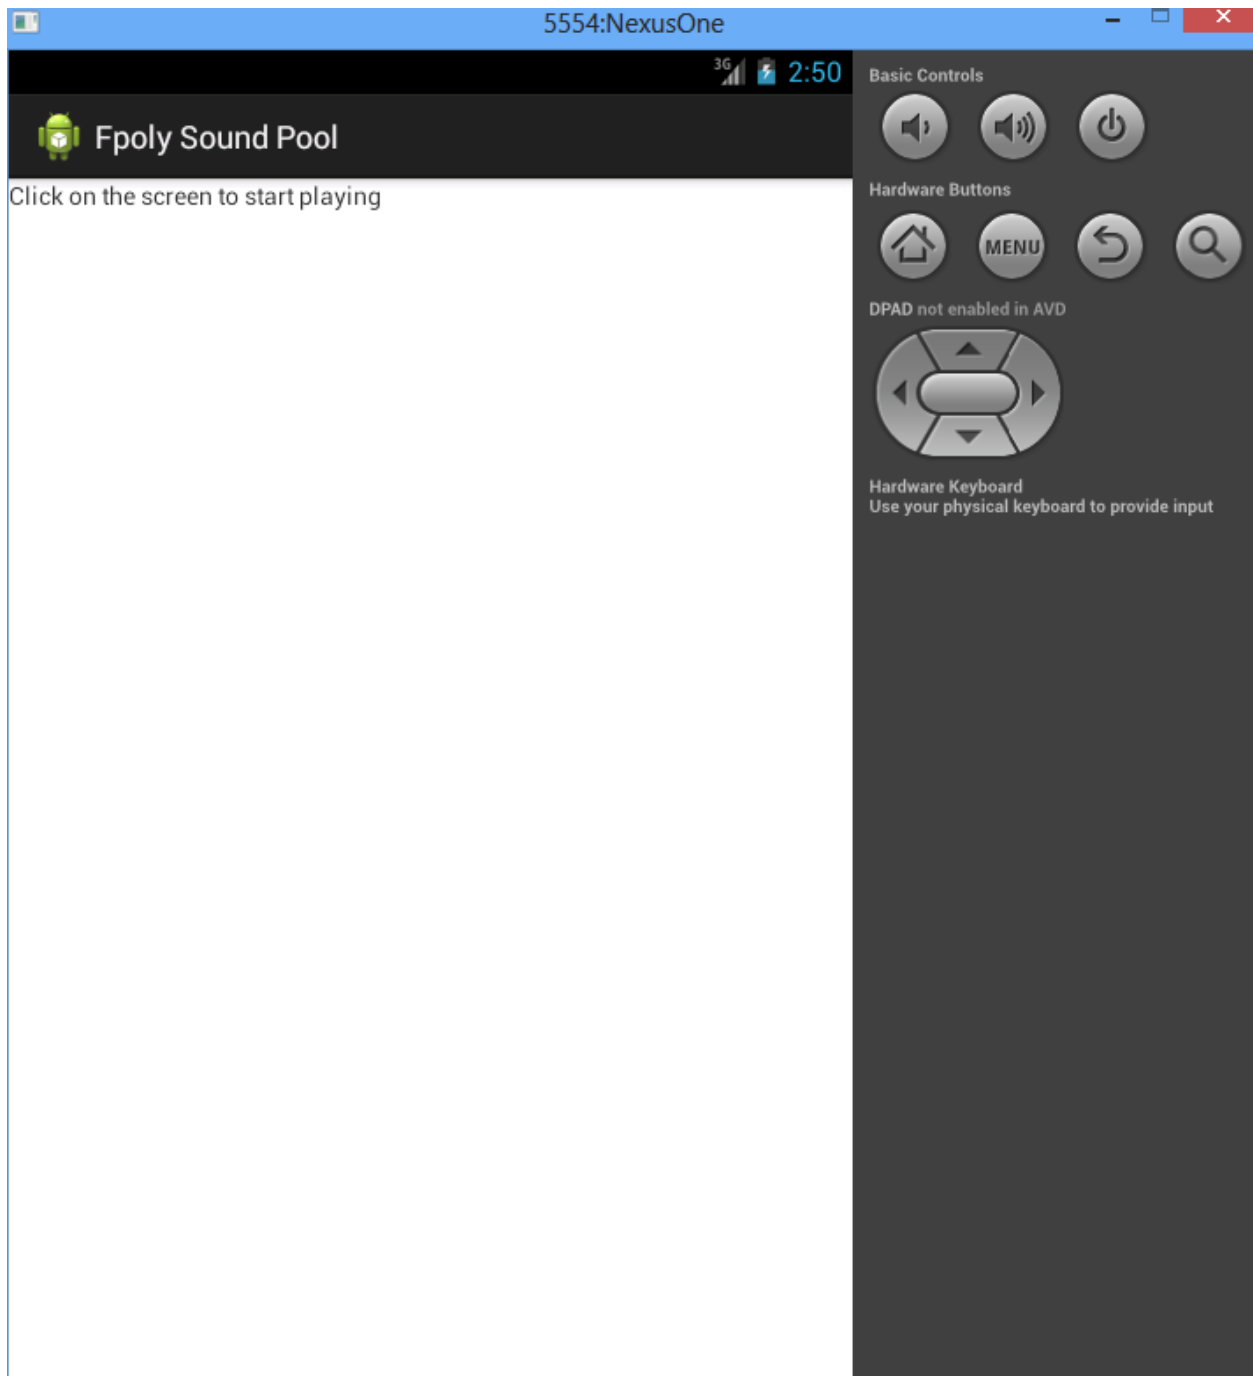 5554:NexusOne
3G 2:50
Fpoly Sound Pool
Click on the screen to start playing
Basic Controls
Hardware Buttons
MENU
DPAD not enabled in AVD
Hardware Keyboard
Use your physical keyboard to provide input